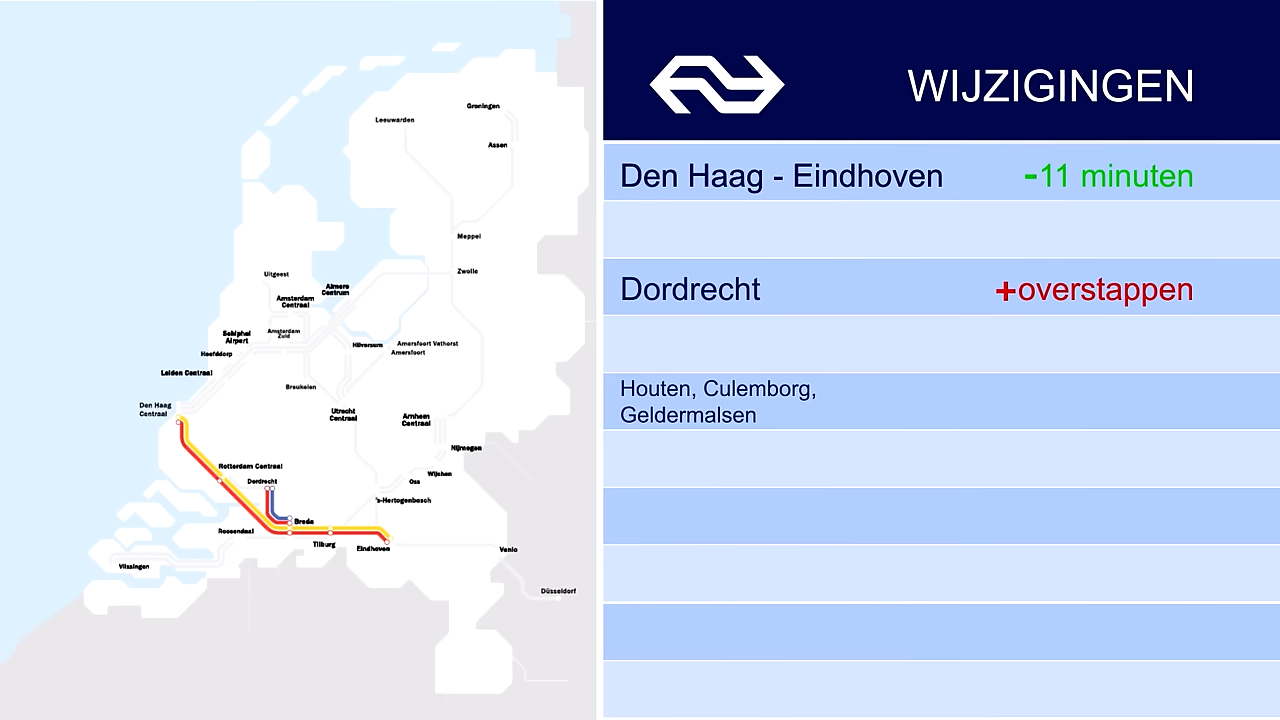 WIJZIGINGEN
Den Haag - Eindhoven -11 minuten
Dordrecht +overstappen
Houten, Culemborg,
Geldermalsen
Groningen
Leeuwarden
Assen
Meppel
Zwolle
Uitgeest
Almere
Centrum
Amsterdam
Centraal
Amsterdam
Zuid
Schiphol
Airport
Hilversum
Amersfoort Vathorst
Amersfoort
Hoofddorp
Leiden Centraal
Breukelen
Den Haag
Centraal
Utrecht
Centraal
Arnhem
Centraal
Nijmegen
Rotterdam Centraal
Wijchen
Dordrecht
Oss
's-Hertogenbosch
Breda
Roosendaal
Tilburg
Eindhoven
Venlo
Vlissingen
Düsseldorf